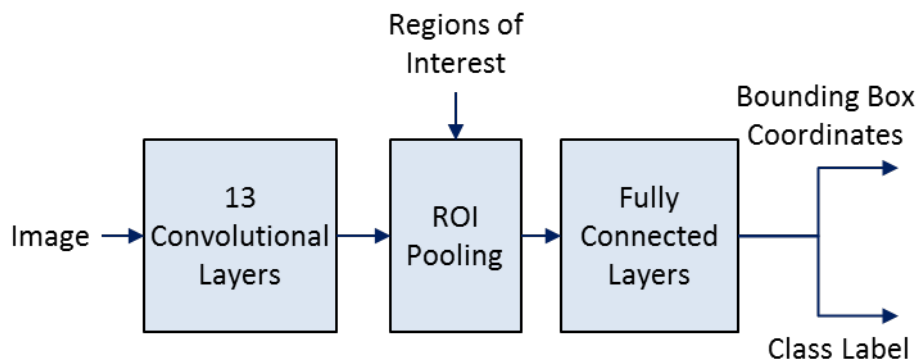 Regions of
Interest
Bounding Box
Coordinates
Image
13
Convolutional
Layers
ROI
Pooling
Fully
Connected
Layers
Class Label